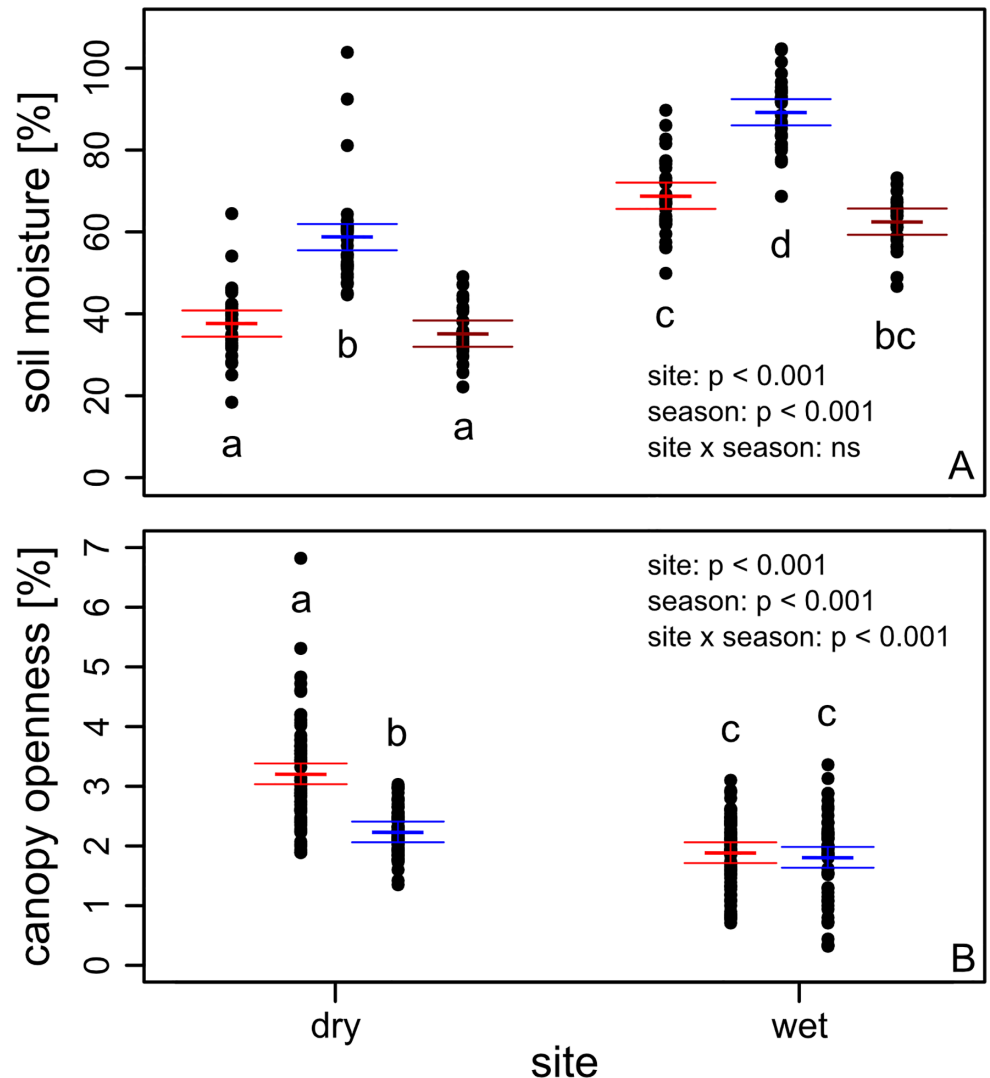 soil moisture [%]
100
80
60
40
20
0
a
b
a
c
d
bc
site: p < 0.001
season: p < 0.001
site x season: ns
A
canopy openness [%]
7
6
5
4
3
2
1
0
a
b
c
c
site: p < 0.001
season: p < 0.001
site x season: p < 0.001
B
dry
wet
site